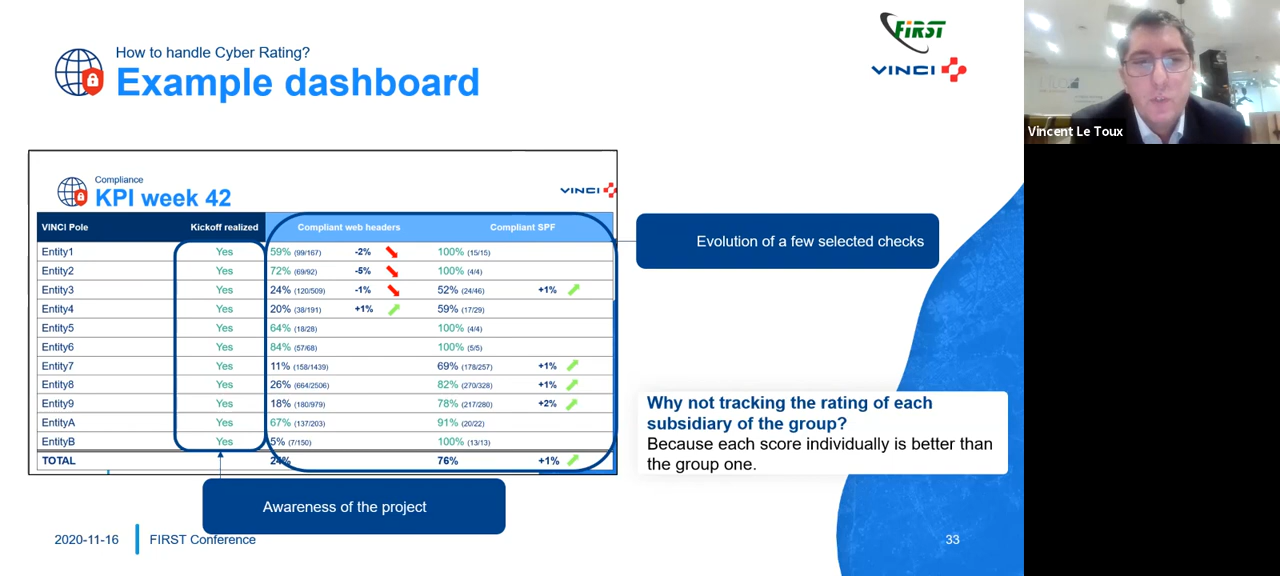 How to handle Cyber Rating?
Example dashboard
FiRST
VINCI
Vincent Le Toux
Compliance
KPI week 42
VINCI
VINCI Pole Kickoff realized Compliant web headers Compliant SPF
Entity1 Yes 59% (99/167) -2% 100% (15/15)
Entity2 Yes 72% (69/92) -5% 100% (4/4)
Entity3 Yes 24% (120/509) -1% 52% (24/46) +1%
Entity4 Yes 20% (38/191) +1% 59% (17/29)
Entity5 Yes 64% (18/28) 100% (4/4)
Entity6 Yes 84% (57/68) 100% (5/5)
Entity7 Yes 11% (158/1439) 69% (178/257) +1%
Entity8 Yes 26% (664/2506) 82% (270/328) +1%
Entity9 Yes 18% (180/979) 78% (217/280) +2%
EntityA Yes 67% (137/203) 91% (20/22)
EntityB Yes 5% (7/150) 100% (13/13)
TOTAL 24% 76% +1%
Evolution of a few selected checks
Why not tracking the rating of each
subsidiary of the group?
Because each score individually is better than
the group one.
Awareness of the project
2020-11-16 FIRST Conference 33